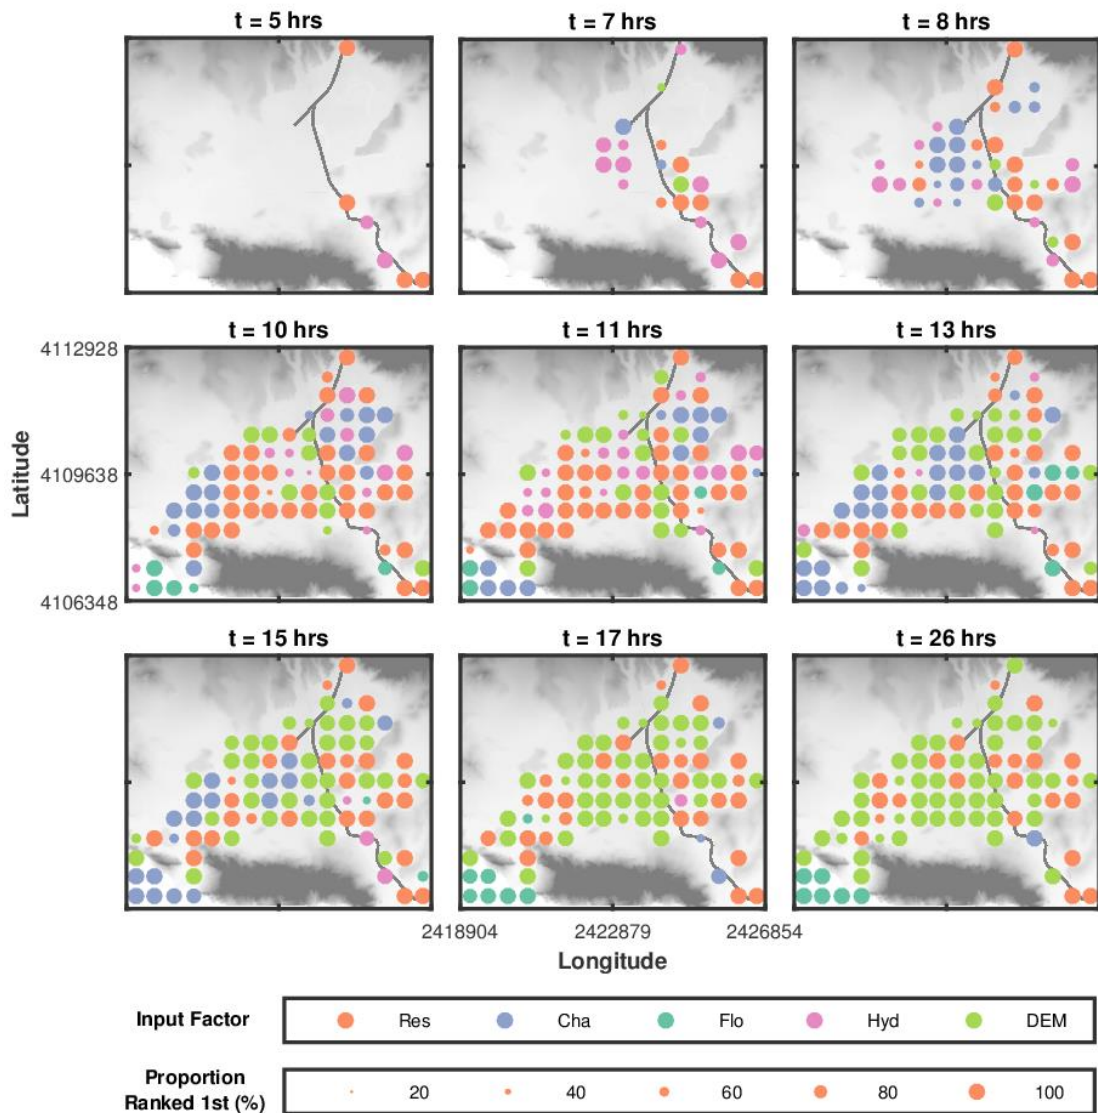 t = 5 hrs
t = 7 hrs
t = 8 hrs
t = 10 hrs
t = 11 hrs
t = 13 hrs
4112928
4109638
4106348
Latitude
t = 15 hrs
t = 17 hrs
t = 26 hrs
2418904
2422879
2426854
Longitude
Input Factor
Res
Cha
Flo
Hyd
DEM
Proportion
Ranked 1st (%)
20
40
60
80
100